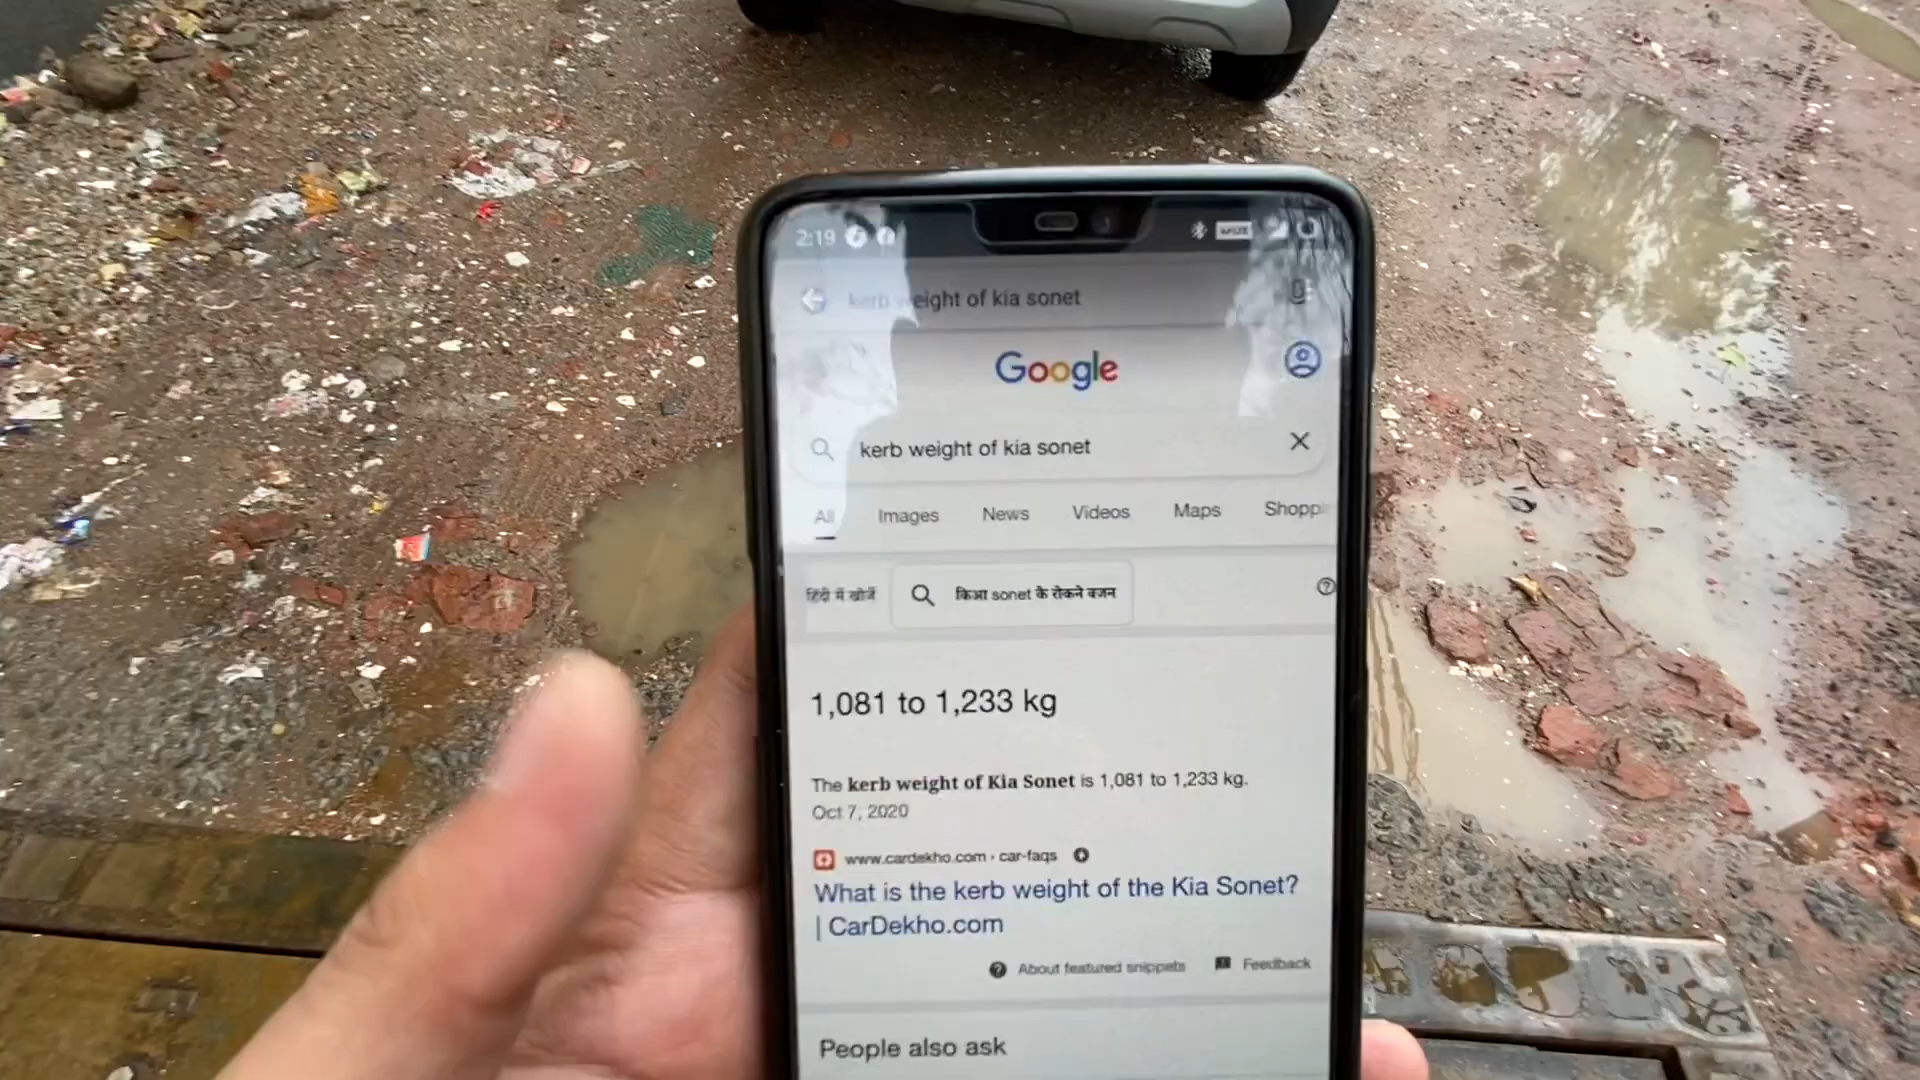 2:19
kerb weight of kia sonet
Google
kerb weight of kia sonet
All Images News Videos Maps Shoppi
हिंदी में खोजें किआ sonet के रोकने वजन
1,081 to 1,233 kg
The kerb weight of Kia Sonet is 1,081 to 1,233 kg.
Oct 7, 2020
www.cardekho.com › car-faqs
What is the kerb weight of the Kia Sonet?
| CarDekho.com
About featured snippets Feedback
People also ask